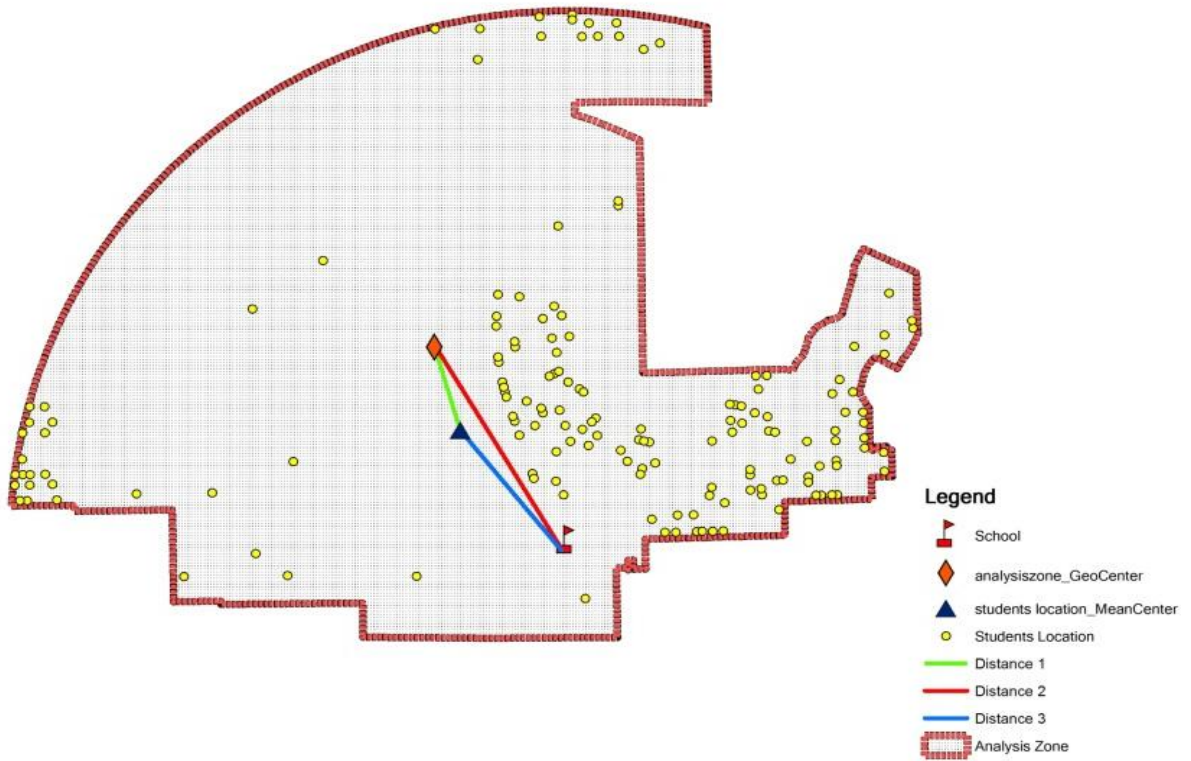 Legend
School
analysiszone_GeoCenter
students location_MeanCenter
Students Location
Distance 1
Distance 2
Distance 3
Analysis Zone